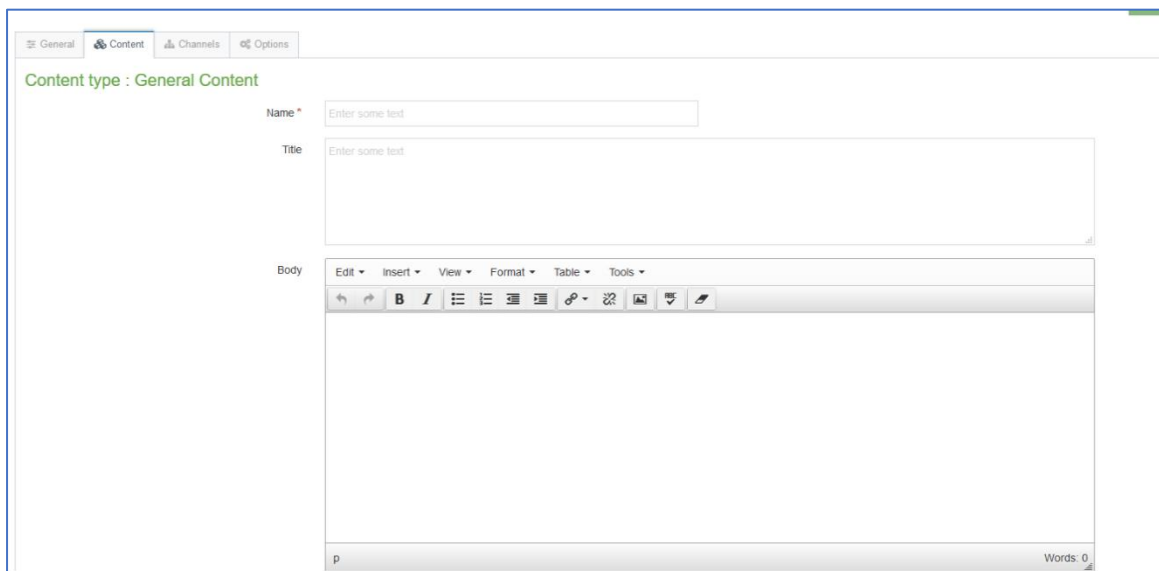 General Content Channels Options
Content type : General Content
Name * Enter some text
Title Enter some text
Body Edit Insert View Format Table Tools
B I ABC
p Words: 0